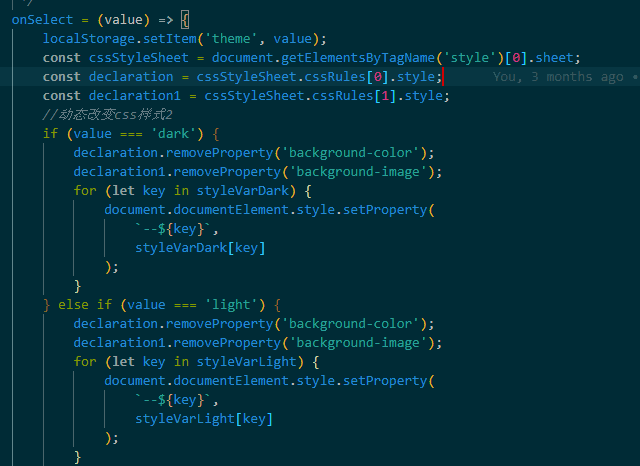 */
onSelect = (value) => {
localStorage.setItem('theme', value);
const cssStyleSheet = document.getElementsByTagName('style')[0].sheet;
const declaration = cssStyleSheet.cssRules[0].style; You, 3 months ago •
const declaration1 = cssStyleSheet.cssRules[1].style;
//动态改变css样式2
if (value === 'dark') {
declaration.removeProperty('background-color');
declaration1.removeProperty('background-image');
for (let key in styleVarDark) {
document.documentElement.style.setProperty(
`--${key}`,
styleVarDark[key]
);
}
} else if (value === 'light') {
declaration.removeProperty('background-color');
declaration1.removeProperty('background-image');
for (let key in styleVarLight) {
document.documentElement.style.setProperty(
`--${key}`,
styleVarLight[key]
);
}